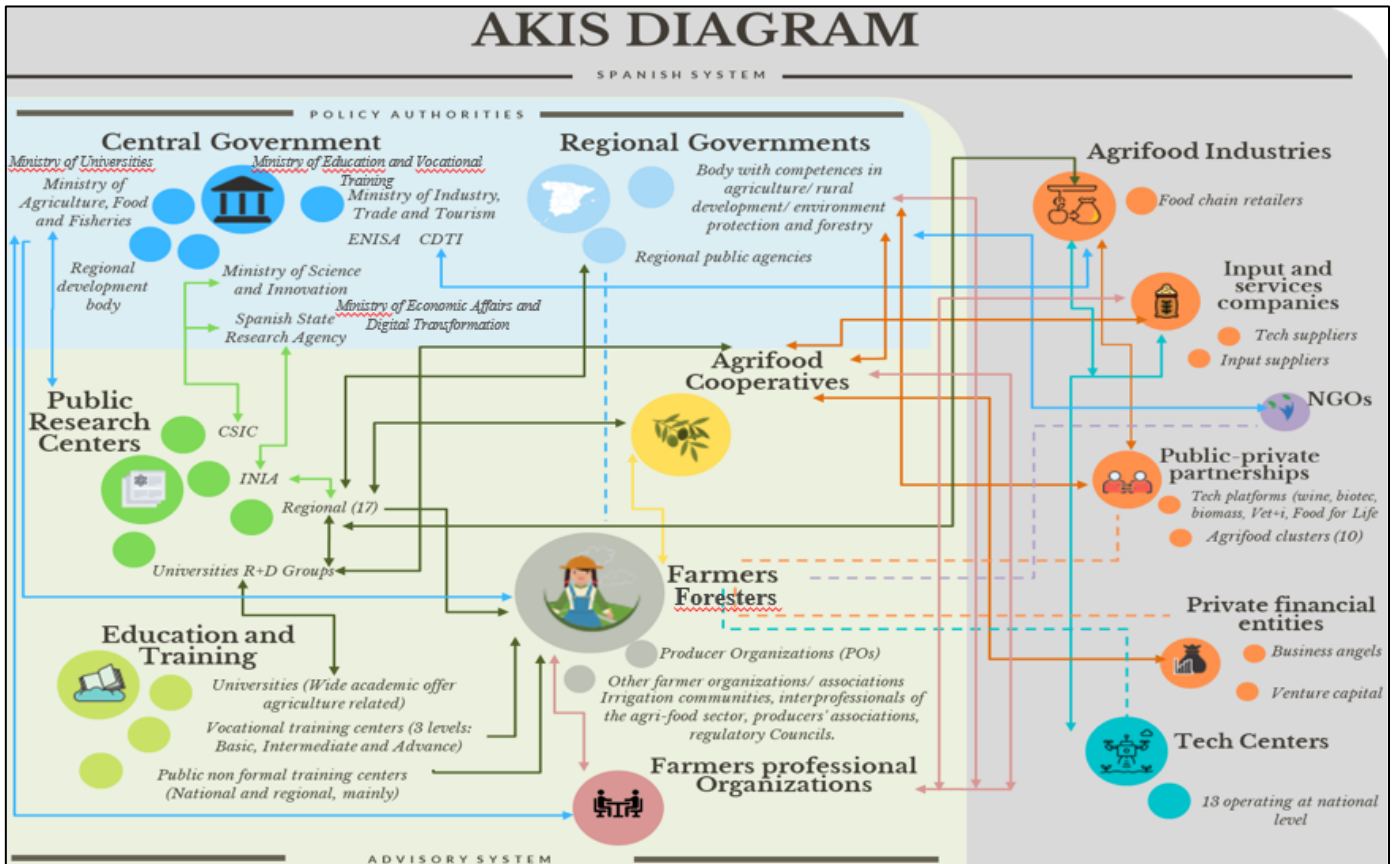 AKIS DIAGRAM
SPANISH SYSTEM
POLICY AUTHORITIES
Central Government
Ministry of Universities
Ministry of Education and Vocational
Training
Ministry of
Agriculture, Food
and Fisheries
Ministry of Industry,
Trade and Tourism
ENISA CDTI
Regional
development
body
Ministry of Science
and Innovation
Ministry of Economic Affairs and
Digital Transformation
Spanish State
Research Agency
Regional Governments
Body with competences in
agriculture/ rural
development/ environment
protection and forestry
Regional public agencies
Agrifood Industries
Food chain retailers
Input and
services
companies
Tech suppliers
Input suppliers
NGOs
Public-private
partnerships
Tech platforms (wine, biotec,
biomass, Vet+i, Food for Life
Agrifood clusters (10)
Private financial
entities
Business angels
Venture capital
Tech Centers
13 operating at national
level
Agrifood
Cooperatives
Public
Research
Centers
CSIC
INIA
Regional (17)
Universities R+D Groups
Farmers
Foresters
Producer Organizations (POs)
Other farmer organizations/ associations
Irrigation communities, interprofessionals of
the agri-food sector, producers' associations,
regulatory Councils.
Education and
Training
Universities (Wide academic offer
agriculture related)
Vocational training centers (3 levels:
Basic, Intermediate and Advance)
Public non formal training centers
(National and regional, mainly)
Farmers professional
Organizations
ADVISORY SYSTEM